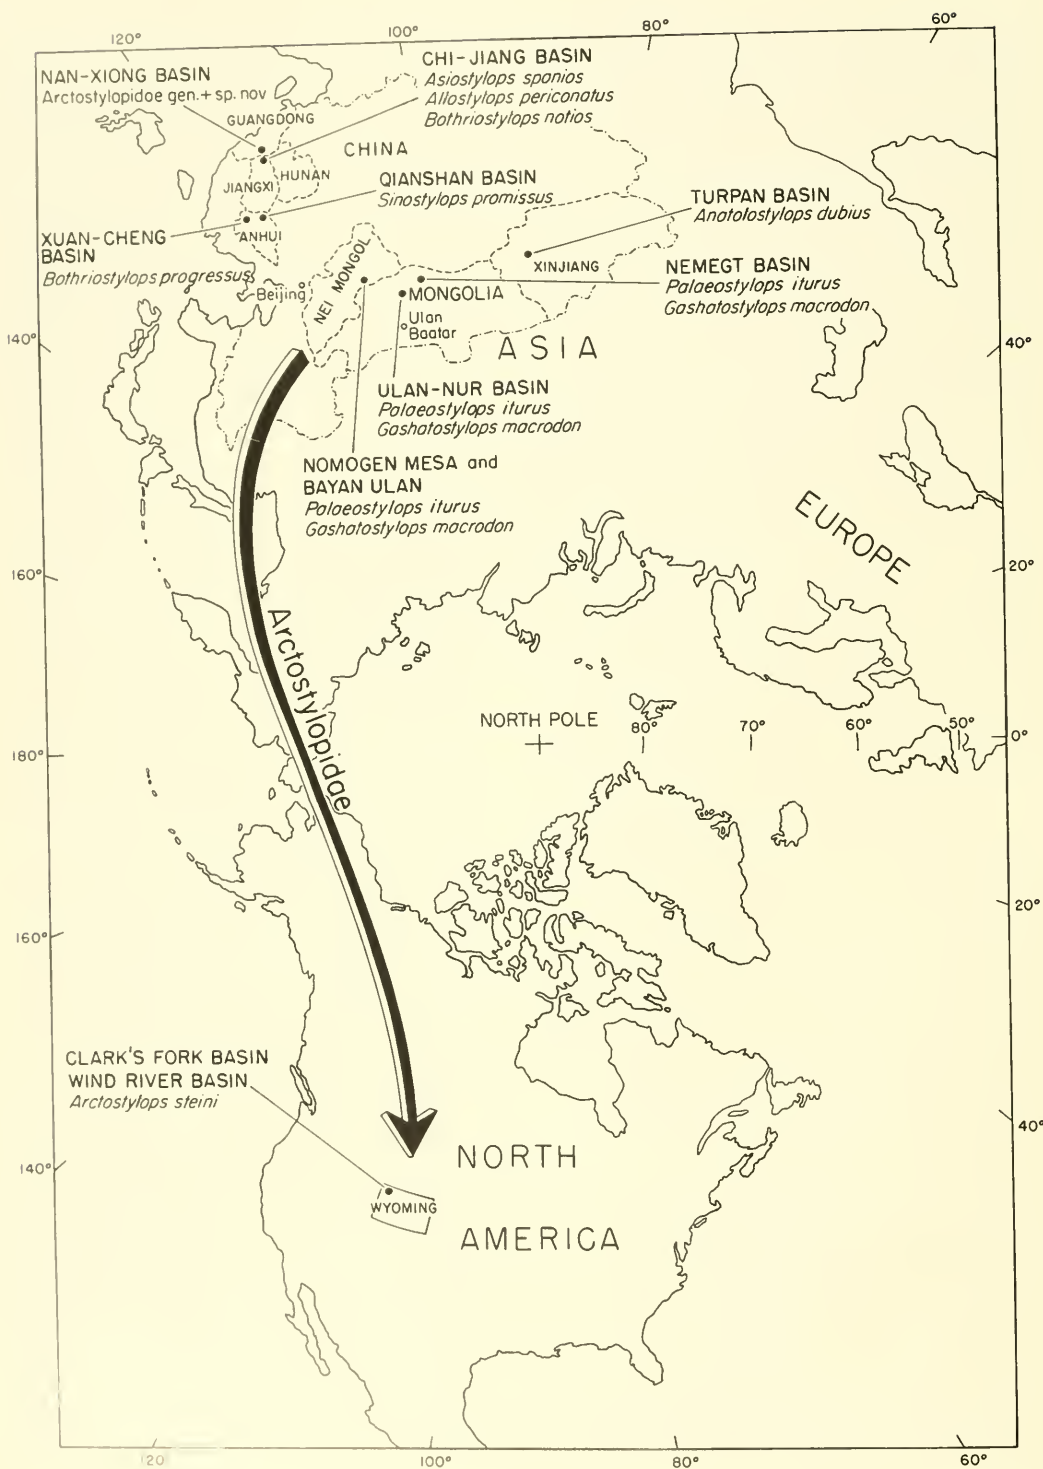 120° 100° 80° 60°
NAN-XIONG BASIN
Arctostylopidae gen. + sp. nov
CHI-JIANG BASIN
Asiostylops spanios
Allostylops periconatus
Bothriostylops notios
GUANGDONG
CHINA
HUNAN
JIANGXI
QIANSHAN BASIN
Sinostylops promissus
TURPAN BASIN
Anatolostylops dubius
XUAN-CHENG
BASIN
Bothriostylops progressus
ANHUI
NEI MONGOL
XINJIANG
NEMEGT BASIN
Palaeostylops iturus
Gashatostylops macrodon
Beijing
MONGOLIA
Ulan
Baatar
140°
ASIA
40°
ULAN-NUR BASIN
Palaeostylops iturus
Gashatostylops macrodon
NOMOGEN MESA and
BAYAN ULAN
Palaeostylops iturus
Gashatostylops macrodon
EUROPE
160°
20°
Arctostylopidae
NORTH POLE
80° 70° 60° 50°
180°
0°
20°
160°
CLARK'S FORK BASIN
WIND RIVER BASIN
Arctostylops steini
40°
NORTH
140°
WYOMING
AMERICA
120° 100° 80° 60°